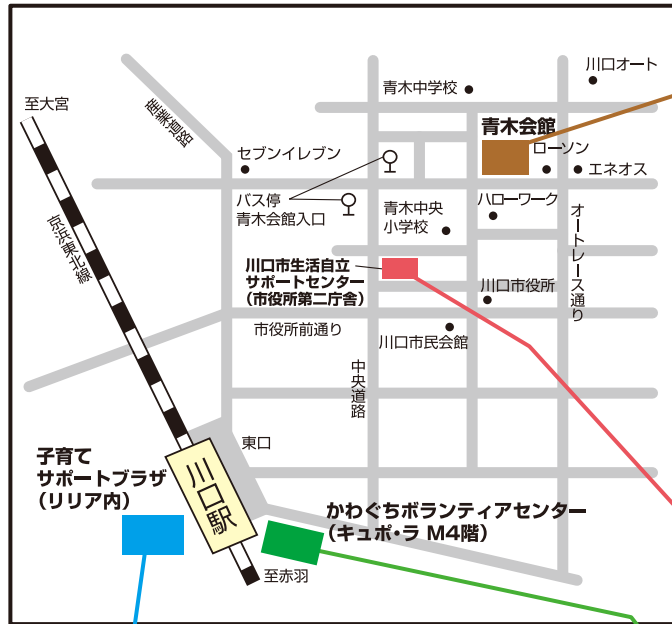 川口オート
青木中学校
至大宮
産業道路
青木会館
セブンイレブン
ローソン
エネオス
バス停
青木会館入口
青木中央
小学校
ハローワーク
オートレース通り
京浜東北線
川口市生活自立
サポートセンター
（市役所第二庁舎）
川口市役所
市役所前通り
川口市民会館
中央道路
東口
子育て
サポートプラザ
（リリア内）
川口駅
かわぐちボランティアセンター
（キュポ・ラ M4階）
至赤羽